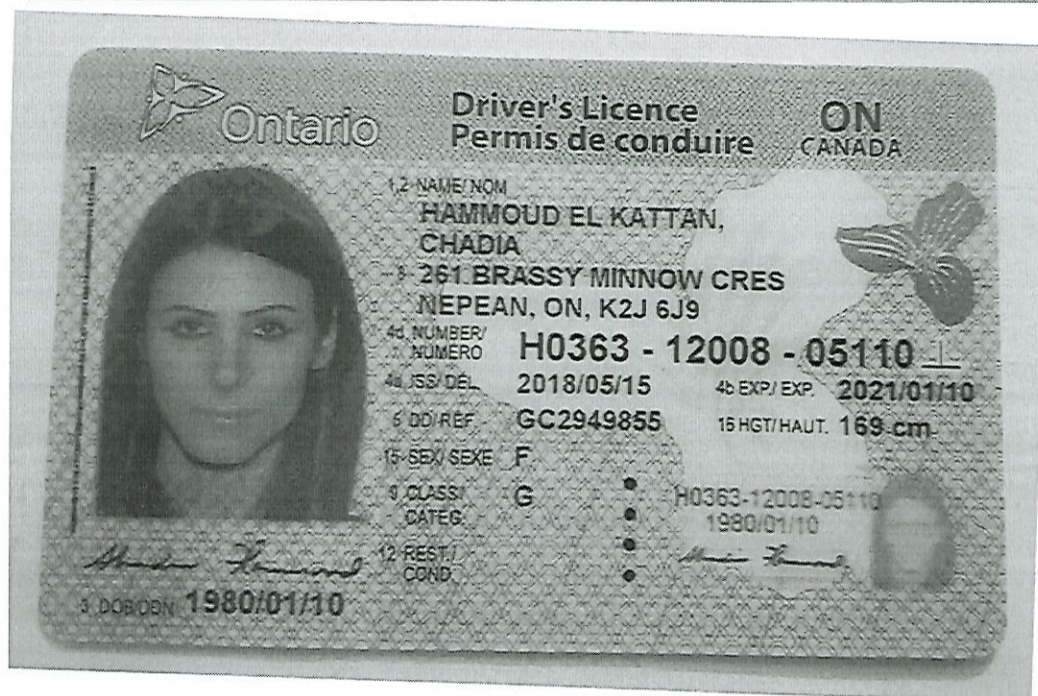 Ontario
Driver's Licence
Permis de conduire
ON
CANADA
1,2 NAME/ NOM
HAMMOUD EL KATTAN,
CHADIA
8 261 BRASSY MINNOW CRES
NEPEAN, ON, K2J 6J9
4d NUMBER/
NUMERO H0363 - 12008 - 05110
4a ISS/ DÉL 2018/05/15 4b EXP/ EXP. 2021/01/10
5 DD/REF GC2949855 16 HGT/ HAUT. 169 cm
15 SEX/ SEXE F
9 CLASS/ G
CATEG.
12 REST./
COND.
H0363-12008-05110
1980/01/10
3 DOB/DDN 1980/01/10